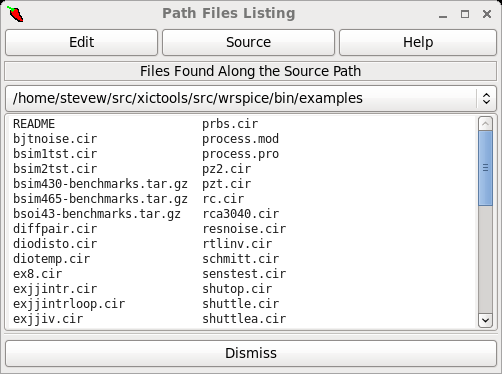 Path Files Listing
Edit Source Help
Files Found Along the Source Path
/home/stevew/src/xictools/src/wrspice/bin/examples
README prbs.cir
bjtnoise.cir process.mod
bsim1tst.cir process.pro
bsim2tst.cir pz2.cir
bsim430-benchmarks.tar.gz pzt.cir
bsim465-benchmarks.tar.gz rc.cir
bsoi43-benchmarks.tar.gz rca3040.cir
diffpair.cir resnoise.cir
diodisto.cir rtlinv.cir
diotemp.cir schmitt.cir
ex8.cir senstest.cir
exjjintr.cir shutop.cir
exjjintrloop.cir shuttle.cir
exjjiv.cir shuttlea.cir
Dismiss